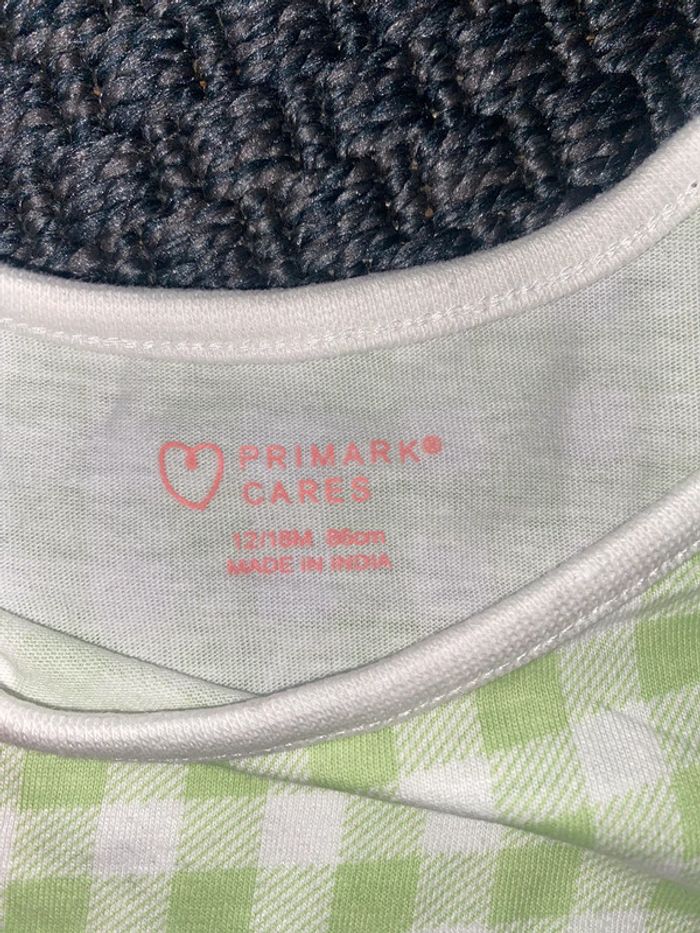 PRIMARK®
CARES
12/18M 86cm
MADE IN INDIA